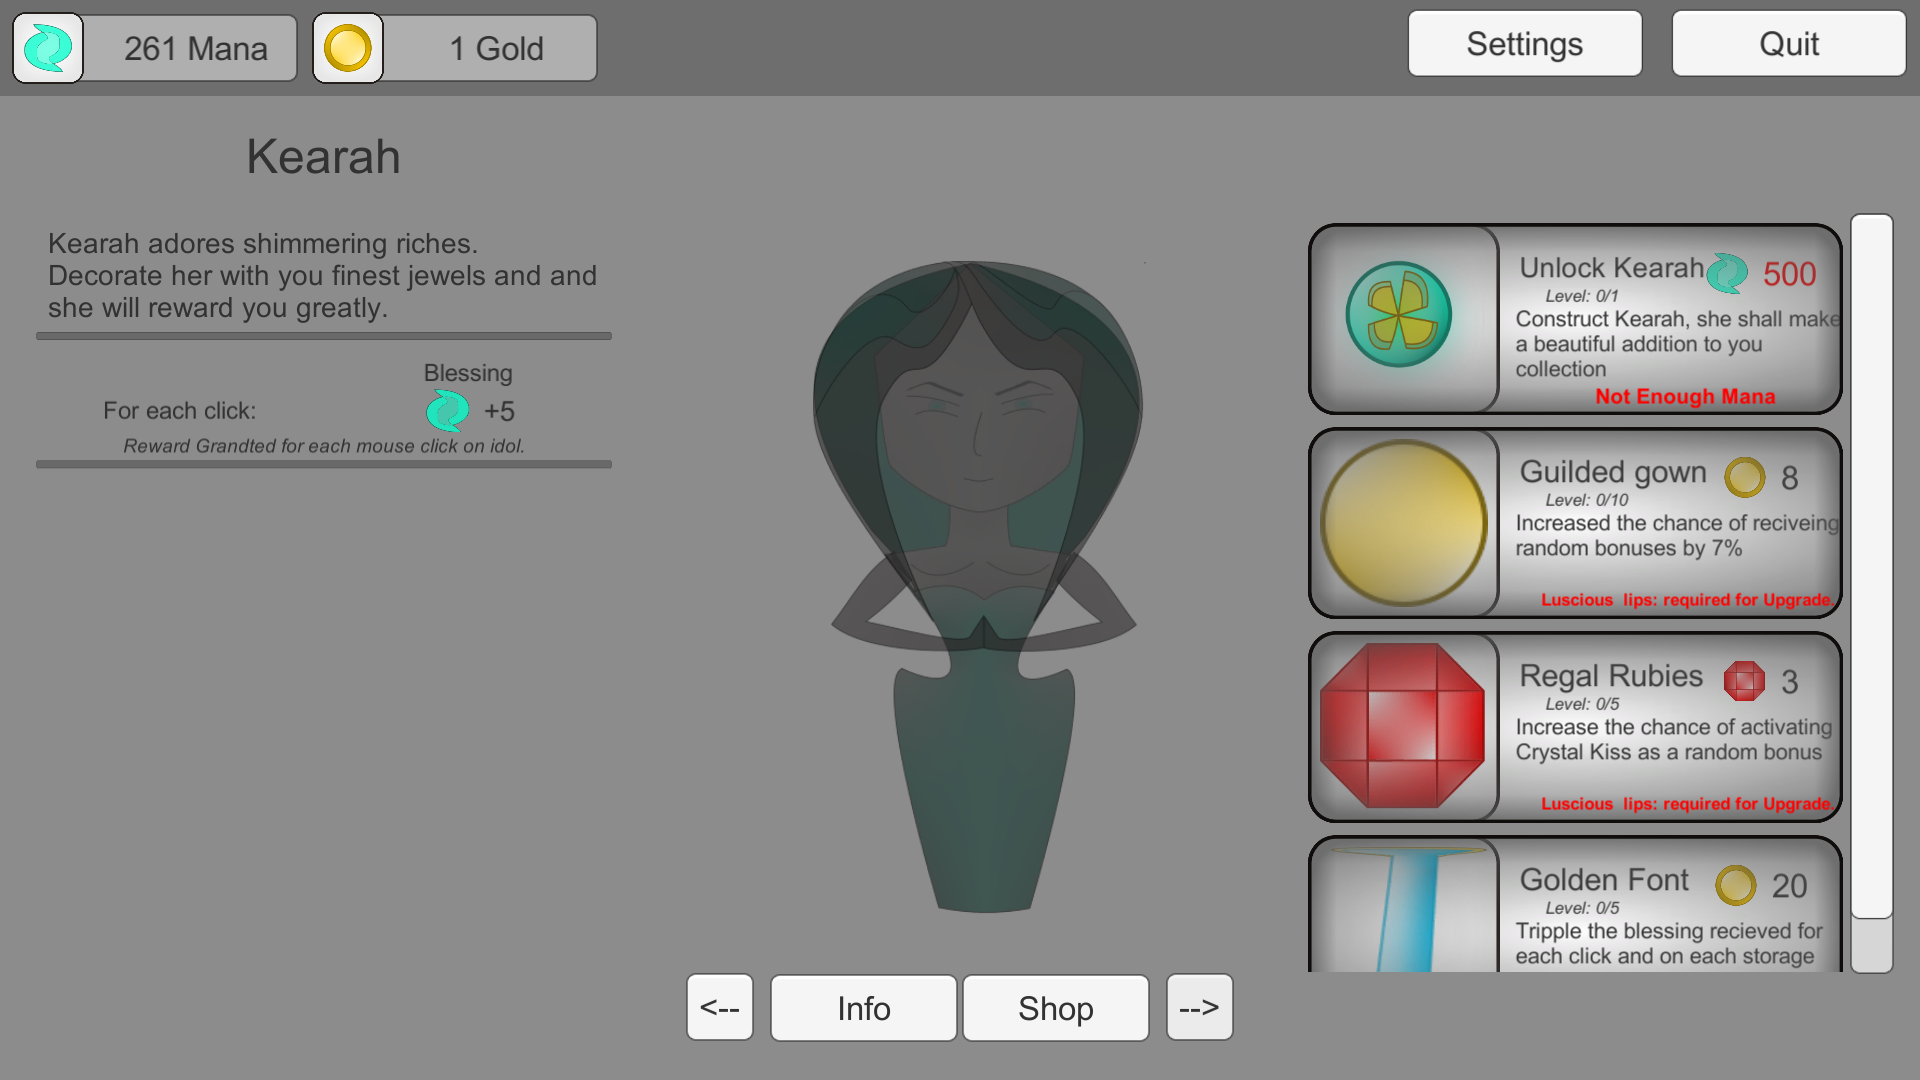 261 Mana
1 Gold
Settings
Quit
Kearah
Kearah adores shimmering riches.
Decorate her with you finest jewels and and
she will reward you greatly.
Blessing
For each click:
+5
Reward Grandted for each mouse click on idol.
Unlock Kearah
500
Level: 0/1
Construct Kearah, she shall make
a beautiful addition to you
collection
Not Enough Mana
Guilded gown
8
Level: 0/10
Increased the chance of reciveing
random bonuses by 7%
Luscious  lips: required for Upgrade.
Regal Rubies
3
Level: 0/5
Increase the chance of activating
Crystal Kiss as a random bonus
Luscious  lips: required for Upgrade.
Golden Font
20
Level: 0/5
Tripple the blessing recieved for
each click and on each storage
<--
Info
Shop
-->